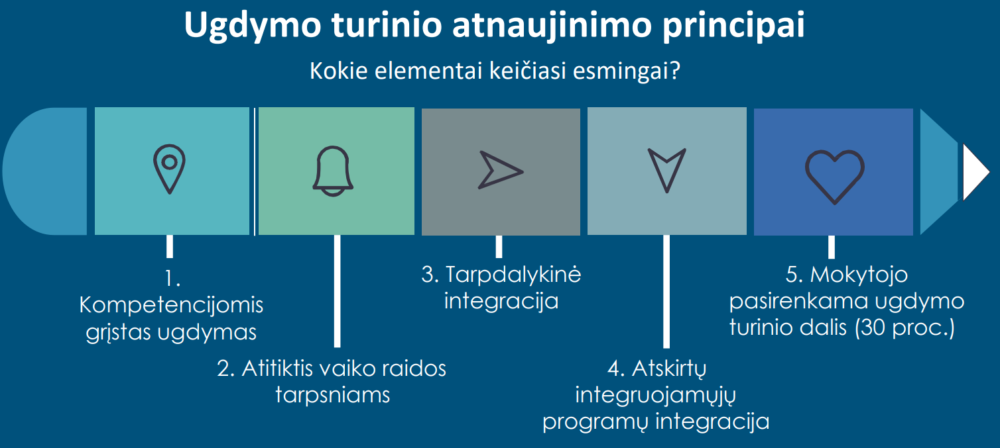 Ugdymo turinio atnaujinimo principai
Kokie elementai keičiasi esmingai?
1.
Kompetencijomis
grįstas ugdymas
2. Atitiktis vaiko raidos
tarpsniams
3. Tarpdalykinė
integracija
4. Atskirtų
integruojamųjų
programų integracija
5. Mokytojo
pasirenkama ugdymo
turinio dalis (30 proc.)